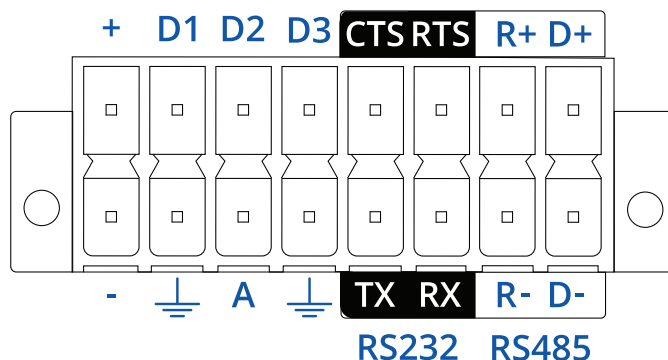 + D1 D2 D3 CTS RTS R+ D+
- A TX RX R- D-
RS232 RS485